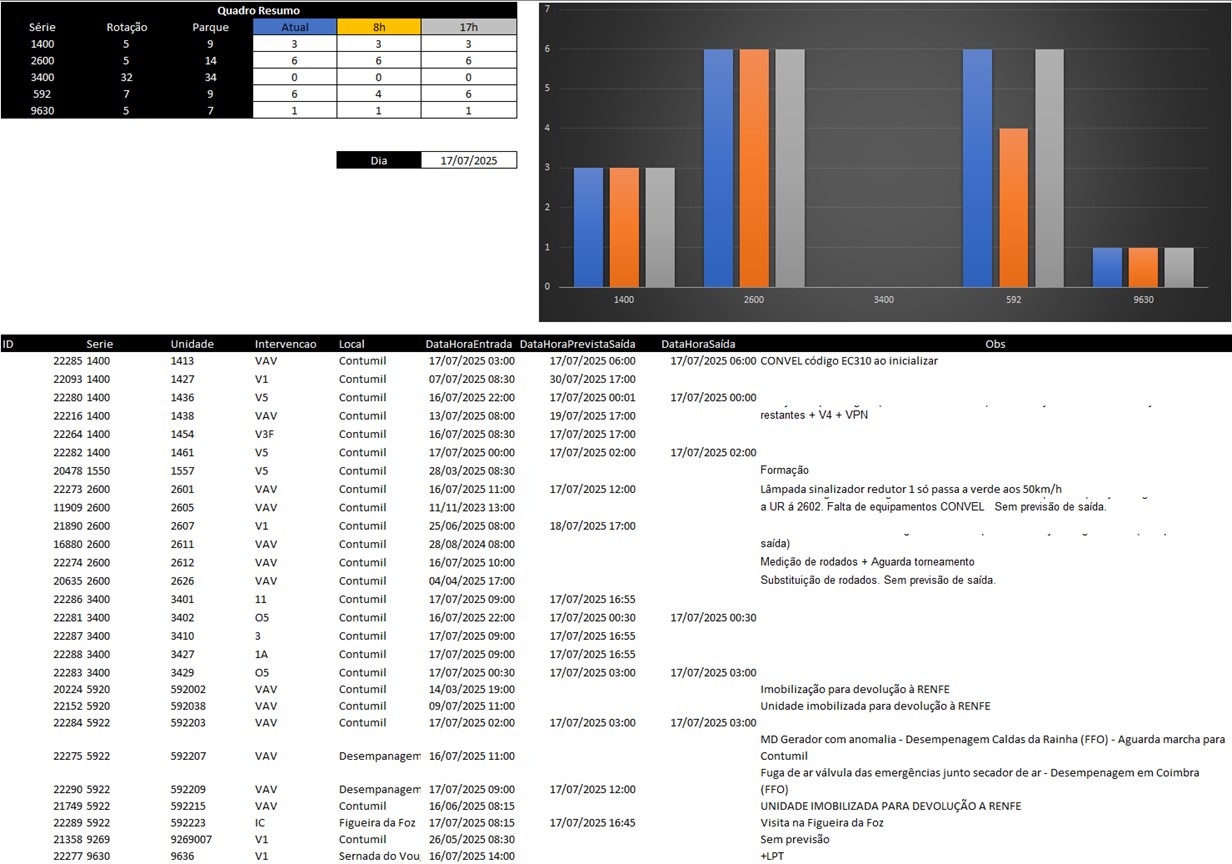 Quadro Resumo
Série Rotação Parque Atual 8h 17h
1400 5 9 3 3 3
2600 5 14 6 6 6
3400 32 34 0 0 0
592 7 9 6 4 6
9630 5 7 1 1 1
Dia 17/07/2025
7
6
5
4
3
2
1
0
1400 2600 3400 592 9630
ID Serie Unidade Intervencao Local DataHoraEntrada DataHoraPrevistaSaída DataHoraSaída Obs
22285 1400 1413 VAV Contumil 17/07/2025 03:00 17/07/2025 06:00 17/07/2025 06:00 CONVEL código EC310 ao inicializar
22093 1400 1427 V1 Contumil 07/07/2025 08:30 30/07/2025 17:00
22280 1400 1436 V5 Contumil 16/07/2025 22:00 17/07/2025 00:01 17/07/2025 00:00
22216 1400 1438 VAV Contumil 13/07/2025 08:00 19/07/2025 17:00 restantes + V4 + VPN
22264 1400 1454 V3F Contumil 16/07/2025 08:30 17/07/2025 17:00
22282 1400 1461 V5 Contumil 17/07/2025 00:00 17/07/2025 02:00 17/07/2025 02:00
20478 1550 1557 V5 Contumil 28/03/2025 08:30 Formação
22273 2600 2601 VAV Contumil 16/07/2025 11:00 17/07/2025 12:00 Lâmpada sinalizador redutor 1 só passa a verde aos 50km/h
11909 2600 2605 VAV Contumil 11/11/2023 13:00 a UR á 2602. Falta de equipamentos CONVEL Sem previsão de saída.
21890 2600 2607 V1 Contumil 25/06/2025 08:00 18/07/2025 17:00
16880 2600 2611 VAV Contumil 28/08/2024 08:00 saída)
22274 2600 2612 VAV Contumil 16/07/2025 10:00 Medição de rodados + Aguarda torneamento
20635 2600 2626 VAV Contumil 04/04/2025 17:00 Substituição de rodados. Sem previsão de saída.
22286 3400 3401 11 Contumil 17/07/2025 09:00 17/07/2025 16:55
22281 3400 3402 O5 Contumil 16/07/2025 22:00 17/07/2025 00:30 17/07/2025 00:30
22287 3400 3410 3 Contumil 17/07/2025 09:00 17/07/2025 16:55
22288 3400 3427 1A Contumil 17/07/2025 09:00 17/07/2025 16:55
22283 3400 3429 O5 Contumil 17/07/2025 00:30 17/07/2025 03:00 17/07/2025 03:00
20224 5920 592002 VAV Contumil 14/03/2025 19:00 Imobilização para devolução à RENFE
22152 5920 592038 VAV Contumil 09/07/2025 11:00 Unidade imobilizada para devolução à RENFE
22284 5922 592203 VAV Contumil 17/07/2025 02:00 17/07/2025 03:00 17/07/2025 03:00
MD Gerador com anomalia - Desempenagem Caldas da Rainha (FFO) - Aguarda marcha para
22275 5922 592207 VAV Desempanagem 16/07/2025 11:00 Contumil
Fuga de ar válvula das emergências junto secador de ar - Desempenagem em Coimbra
22290 5922 592209 VAV Desempanagem 17/07/2025 09:00 17/07/2025 12:00 (FFO)
21749 5922 592215 VAV Contumil 16/06/2025 08:15 UNIDADE IMOBILIZADA PARA DEVOLUÇÃO A RENFE
22289 5922 592223 IC Figueira da Foz 17/07/2025 08:15 17/07/2025 16:45 Visita na Figueira da Foz
21358 9269 9269007 V1 Contumil 26/05/2025 08:30 Sem previsão
22277 9630 9636 V1 Sernada do Vou 16/07/2025 14:00 +LPT